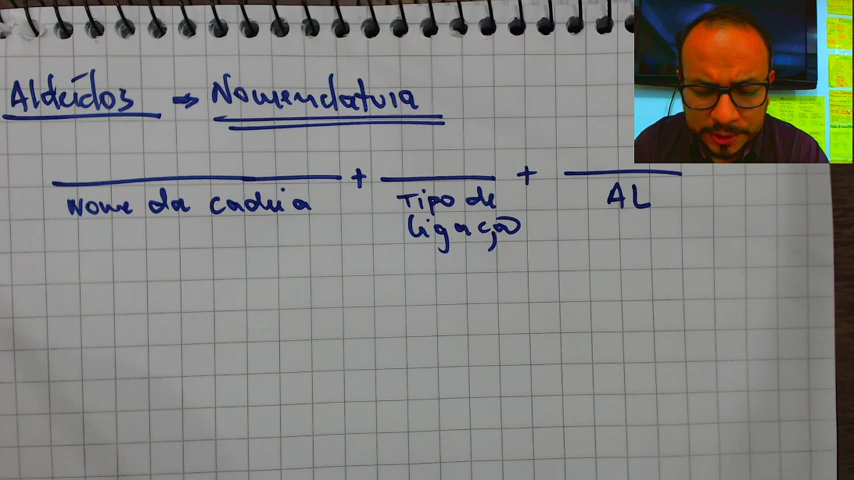 Aldeídos → Nomenclatura
Nome da cadeia + Tipo de ligação + AL